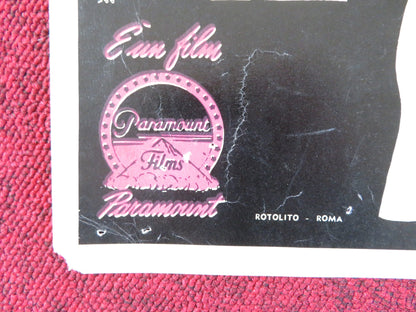 È un film
Paramount
Films
Paramount
ROTOLITO - ROMA